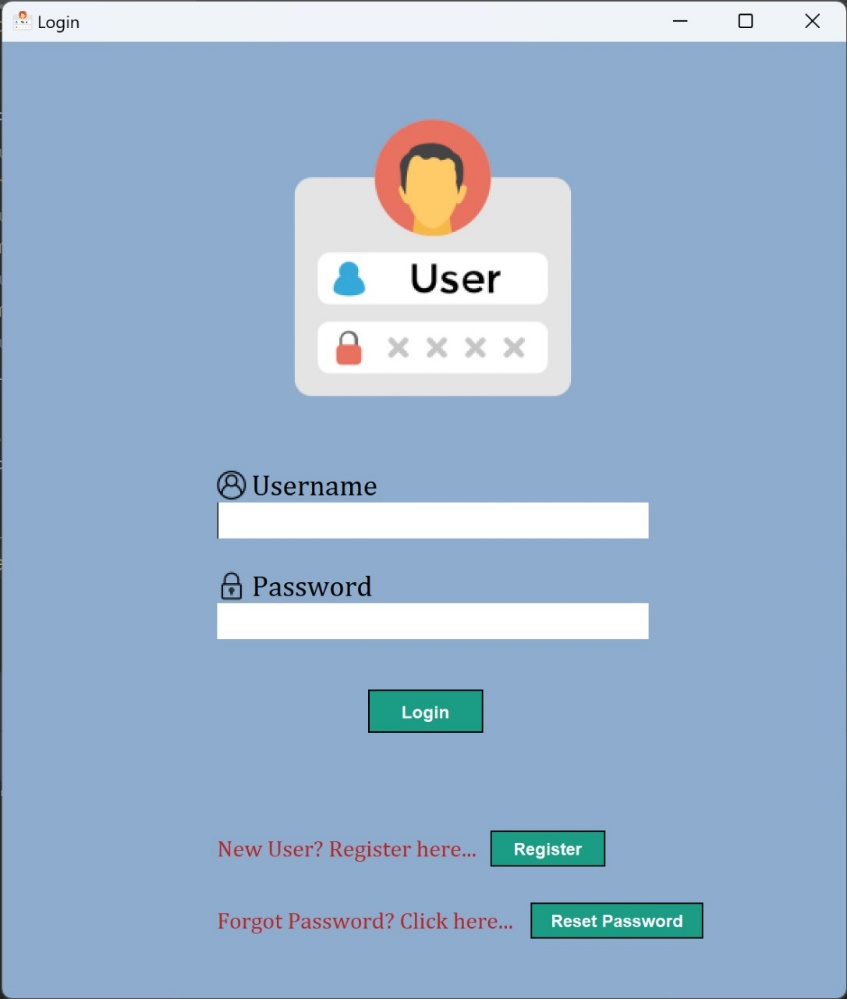 Login
User
Username
Password
Login
New User? Register here... Register
Forgot Password? Click here... Reset Password